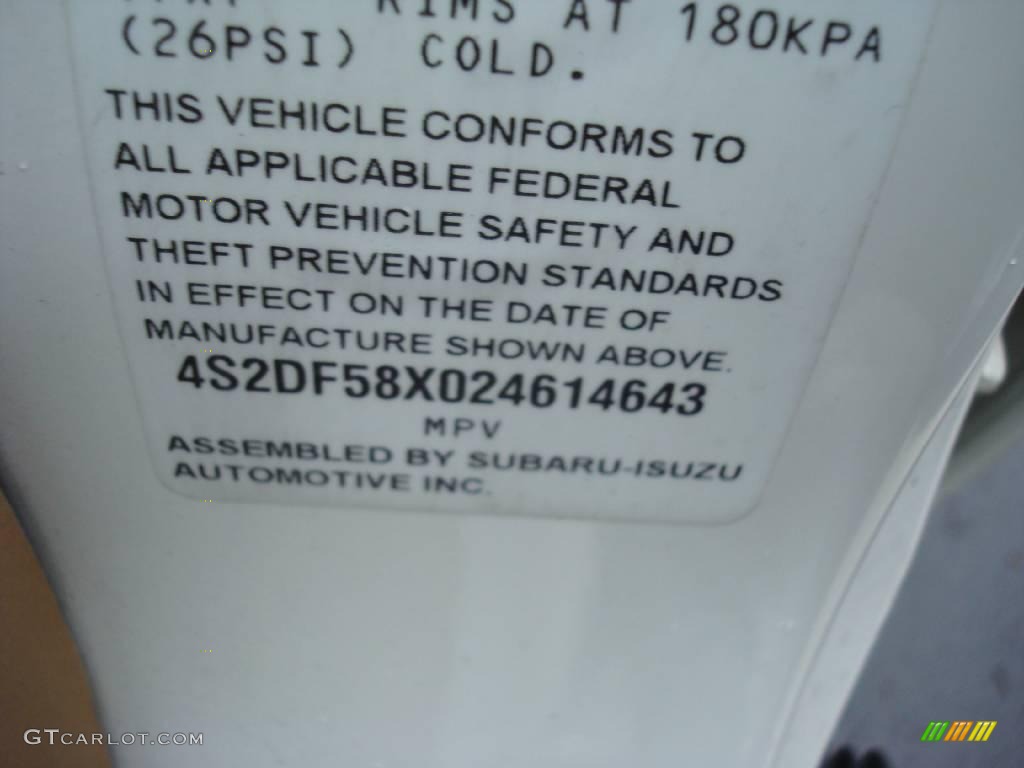 RIMS AT 180KPA
(26PSI) COLD.
THIS VEHICLE CONFORMS TO
ALL APPLICABLE FEDERAL
MOTOR VEHICLE SAFETY AND
THEFT PREVENTION STANDARDS
IN EFFECT ON THE DATE OF
MANUFACTURE SHOWN ABOVE.
4S2DF58X024614643
MPV
ASSEMBLED BY SUBARU-ISUZU
AUTOMOTIVE INC.
GTCARLOT.COM